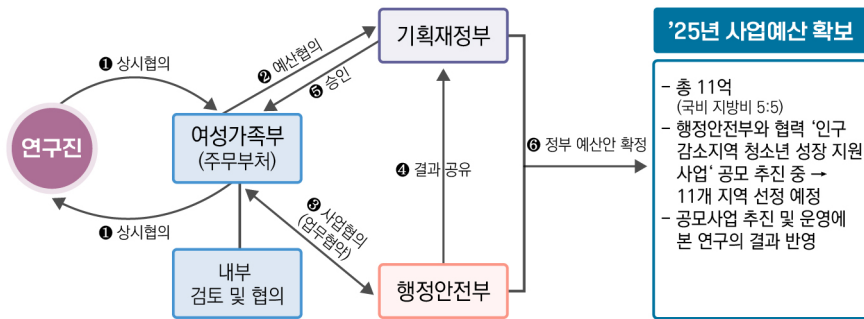 연구진
❶ 상시협의
❶ 상시협의
여성가족부
(주무부처)
내부
검토 및 협의
❷ 예산협의
❺ 승인
❸ 사업협의
(업무협약)
기획재정부
❹ 결과 공유
행정안전부
❻ 정부 예산안 확정
’25년 사업예산 확보
- 총 11억
(국비 지방비 5:5)
- 행정안전부와 협력 ‘인구
감소지역 청소년 성장 지원
사업‘ 공모 추진 중 →
11개 지역 선정 예정
- 공모사업 추진 및 운영에
본 연구의 결과 반영